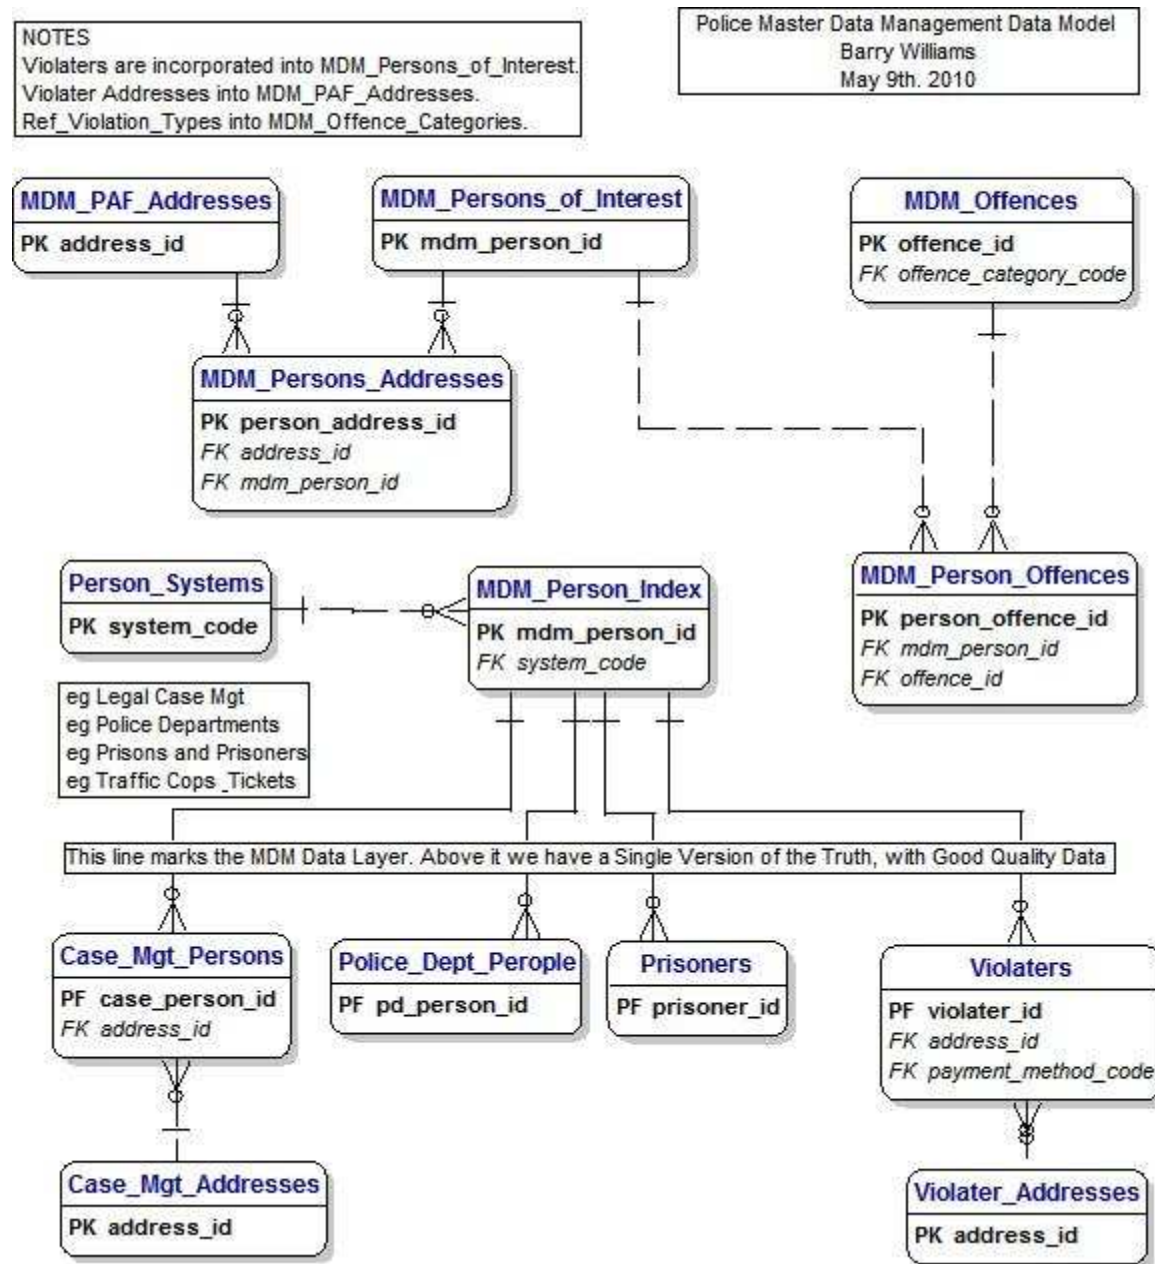 NOTES
Violaters are incorporated into MDM_Persons_of_Interest.
Violater Addresses into MDM_PAF_Addresses.
Ref_Violation_Types into MDM_Offence_Categories.
Police Master Data Management Data Model
Barry Williams
May 9th. 2010
MDM_PAF_Addresses
PK address_id
MDM_Persons_of_Interest
PK mdm_person_id
MDM_Offences
PK offence_id
FK offence_category_code
MDM_Persons_Addresses
PK person_address_id
FK address_id
FK mdm_person_id
Person_Systems
PK system_code
MDM_Person_Index
PK mdm_person_id
FK system_code
MDM_Person_Offences
PK person_offence_id
FK mdm_person_id
FK offence_id
eg Legal Case Mgt
eg Police Departments
eg Prisons and Prisoners
eg Traffic Cops_Tickets
This line marks the MDM Data Layer. Above it we have a Single Version of the Truth, with Good Quality Data
Case_Mgt_Persons
PF case_person_id
FK address_id
Police_Dept_Perople
PF pd_person_id
Prisoners
PF prisoner_id
Violaters
PF violater_id
FK address_id
FK payment_method_code
Case_Mgt_Addresses
PK address_id
Violater_Addresses
PK address_id